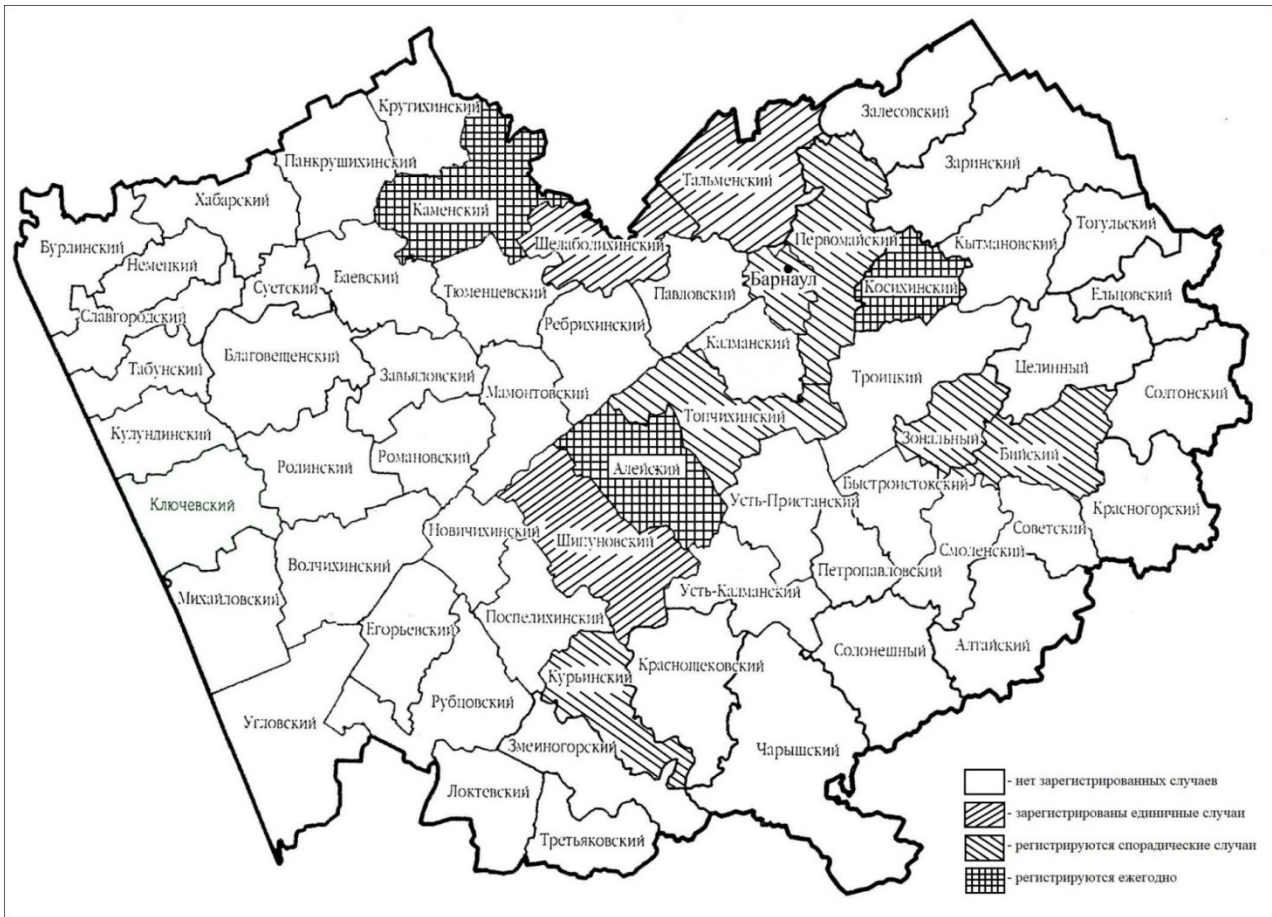 Крутихинский
Залесовский
Панкрушихинский
Заринский
Тальменский
Хабарский
Каменский
Тогульский
Бурлинский
Шелаболихинский
Первомайский
Кытмановский
Немецкий
Баевский
Барнаул
Косихинский
Суетский
Тюменцевский
Павловский
Ельцовский
Славгородский
Ребрихинский
Калманский
Благовещенский
Табунский
Завьяловский
Троицкий
Целинный
Мамонтовский
Солтонский
Топчихинский
Кулундинский
Зональный
Романовский
Бийский
Родинский
Алейский
Быстроистокский
Ключевский
Усть-Пристанский
Красногорский
Новичихинский
Советский
Шипуновский
Смоленский
Волчихинский
Петропавловский
Михайловский
Усть-Калманский
Поспелихинский
Егорьевский
Солонешный
Алтайский
Краснощековский
Курьинский
Рубцовский
Угловский
Змеиногорский
Чарышский
Локтевский
Третьяковский
- нет зарегистрированных случаев
- зарегистрированы единичные случаи
- регистрируются спорадические случаи
- регистрируются ежегодно